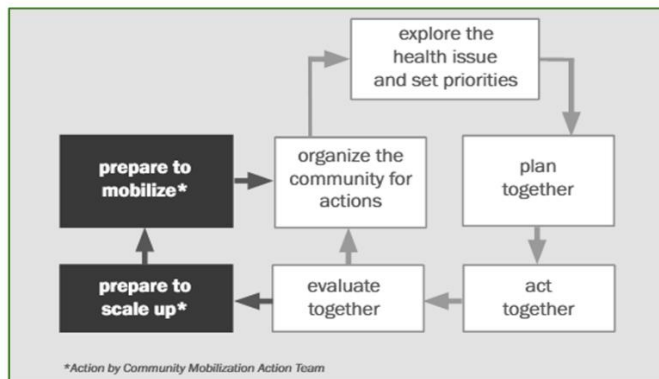 explore the
health issue
and set priorities
prepare to
mobilize*
organize the
community for
actions
plan
together
prepare to
scale up*
evaluate
together
act
together
*Action by Community Mobilization Action Team